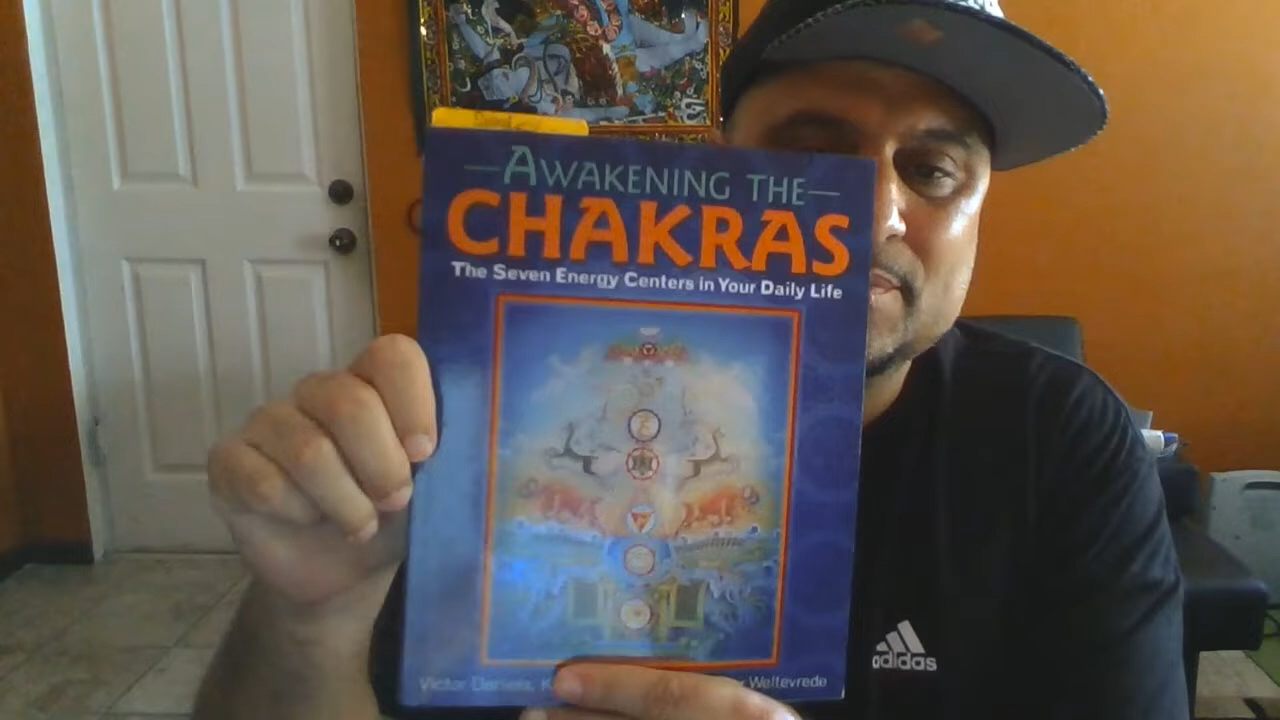 AWAKENING THE
CHAKRAS
The Seven Energy Centers in Your Daily Life
Victor Daniels, Weltevrede
adidas